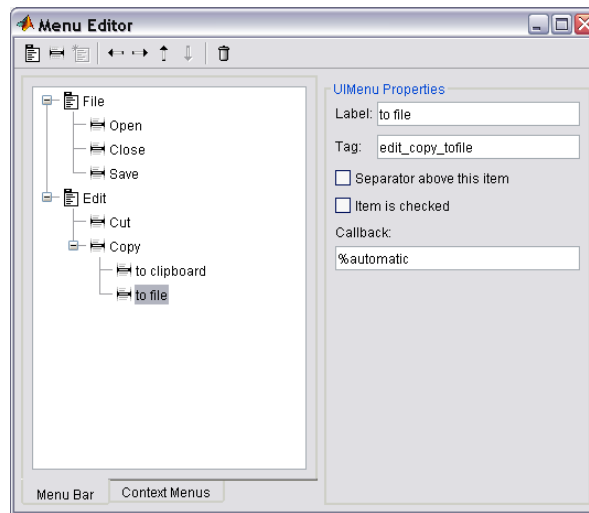 Menu Editor
File
Open
Close
Save
Edit
Cut
Copy
to clipboard
to file
Menu Bar
Context Menus
UIMenu Properties
Label: to file
Tag: edit_copy_tofile
Separator above this item
Item is checked
Callback:
%automatic